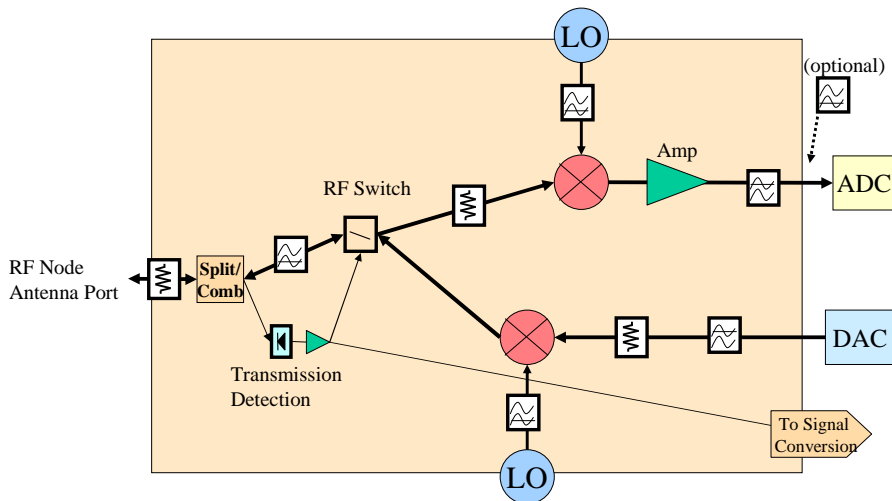 LO
(optional)
Amp
ADC
RF Switch
RF Node
Antenna Port
Split/
Comb
Transmission
Detection
DAC
To Signal
Conversion
LO